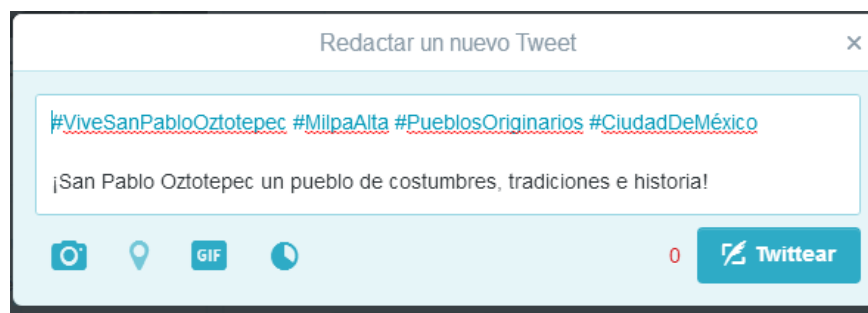 Redactar un nuevo Tweet ×
#ViveSanPabloOztotepec #MilpaAlta #PueblosOriginarios #CiudadDeMéxico
¡San Pablo Oztotepec un pueblo de costumbres, tradiciones e historia!
GIF 0 Twittear